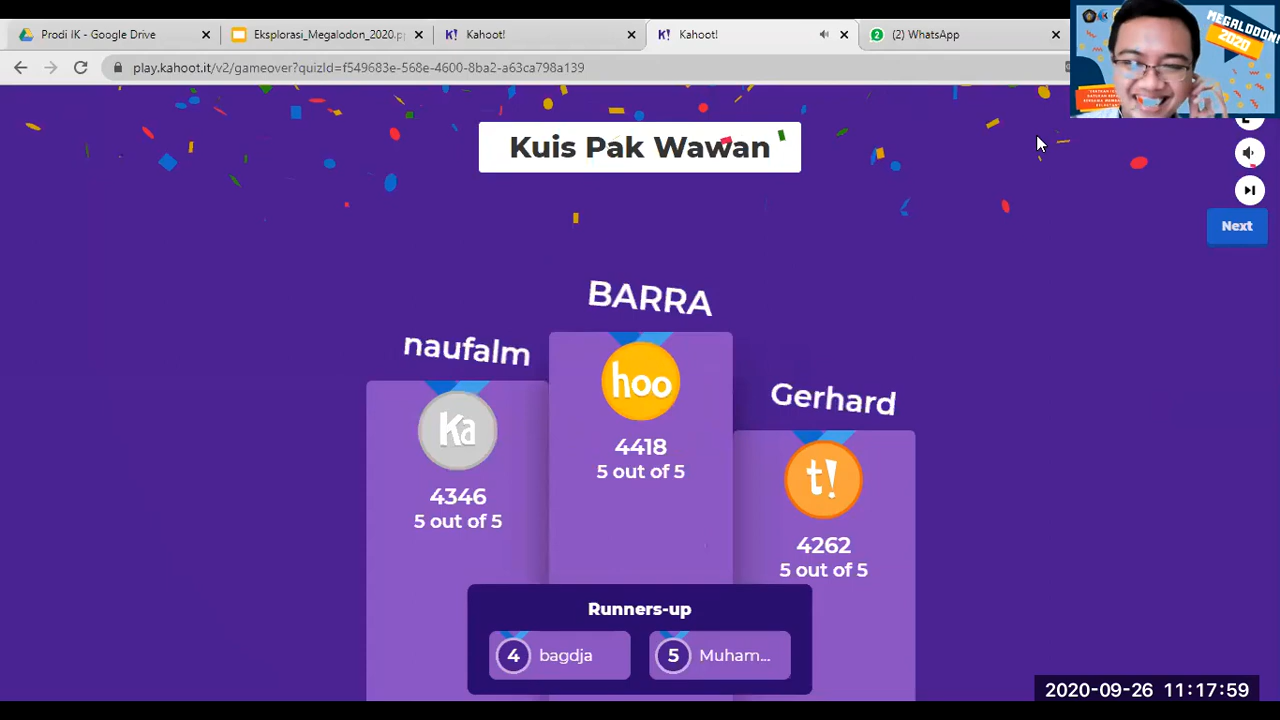 Prodi IK - Google Drive
Eksplorasi_Megalodon_2020.p
Kahoot!
Kahoot!
(2) WhatsApp
play.kahoot.it/v2/gameover?quizId=f549633e-568e-4600-8ba2-a63ca798a139
MEGALODON!
2020
Kuis Pak Wawan
Next
BARRA
naufalm
Gerhard
hoo
4418
5 out of 5
Ka
4346
5 out of 5
t!
4262
5 out of 5
Runners-up
4 bagdja
5 Muham...
2020-09-26 11:17:59